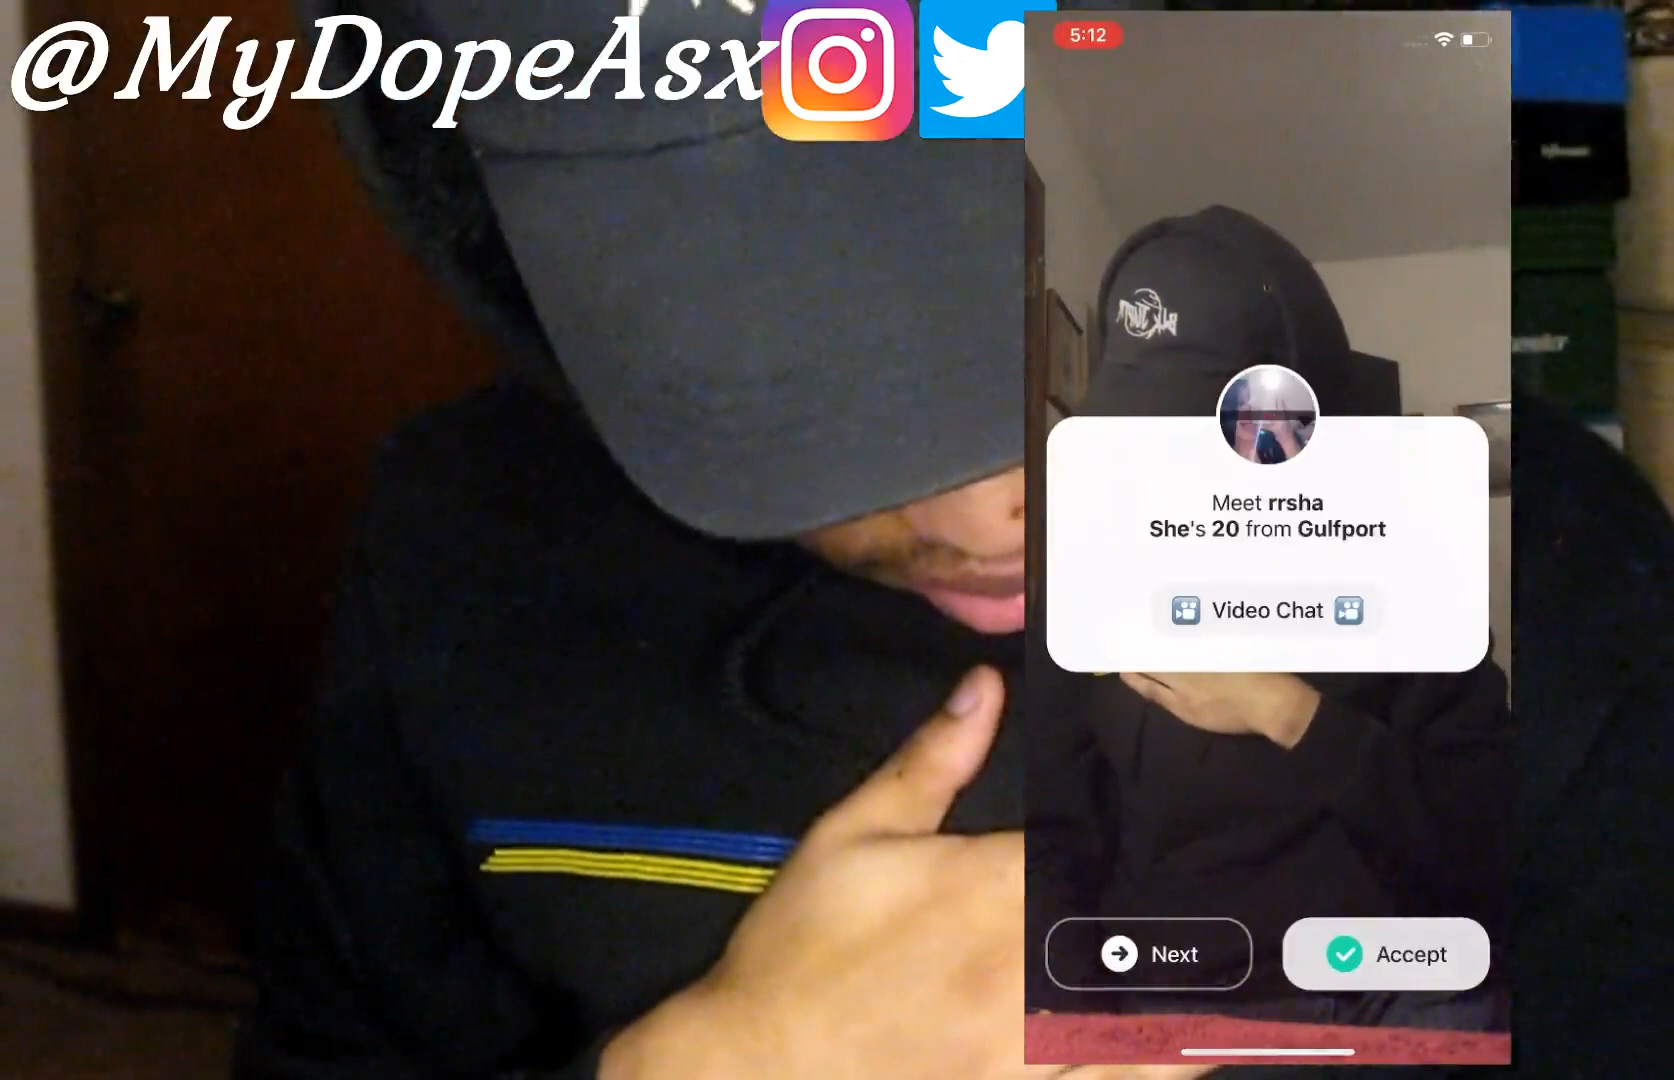 @MyDopeAsx
5:12
Meet rrsha
She's 20 from Gulfport
Video Chat
Next
Accept